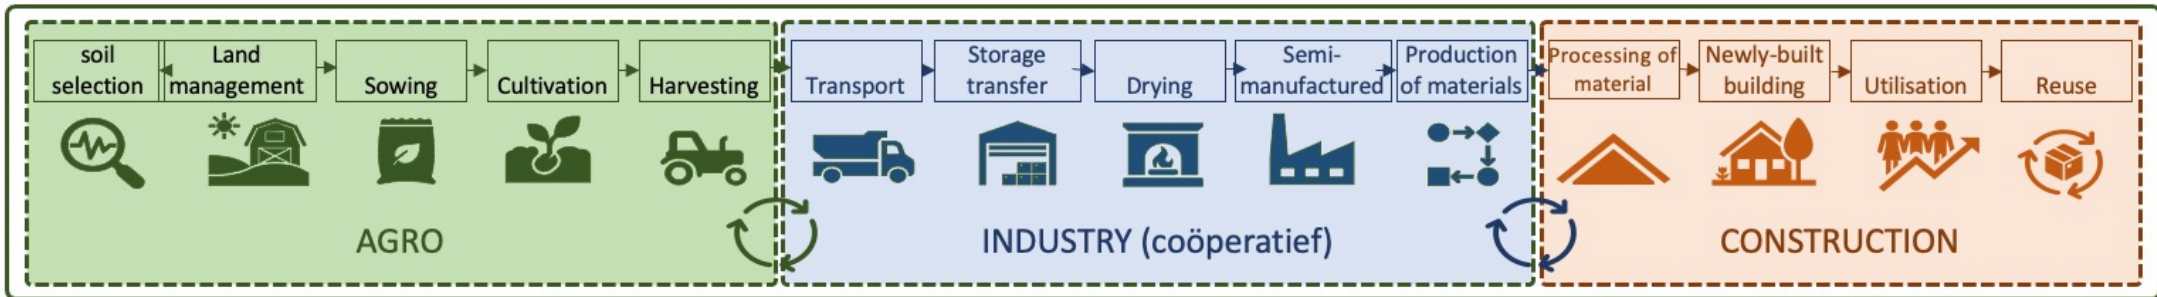 soil
selection
Land
management
Sowing
Cultivation
Harvesting
Transport
Storage
transfer
Drying
Semi-
manufactured
Production
of materials
Processing of
material
Newly-built
building
Utilisation
Reuse
AGRO
INDUSTRY (coöperatief)
CONSTRUCTION